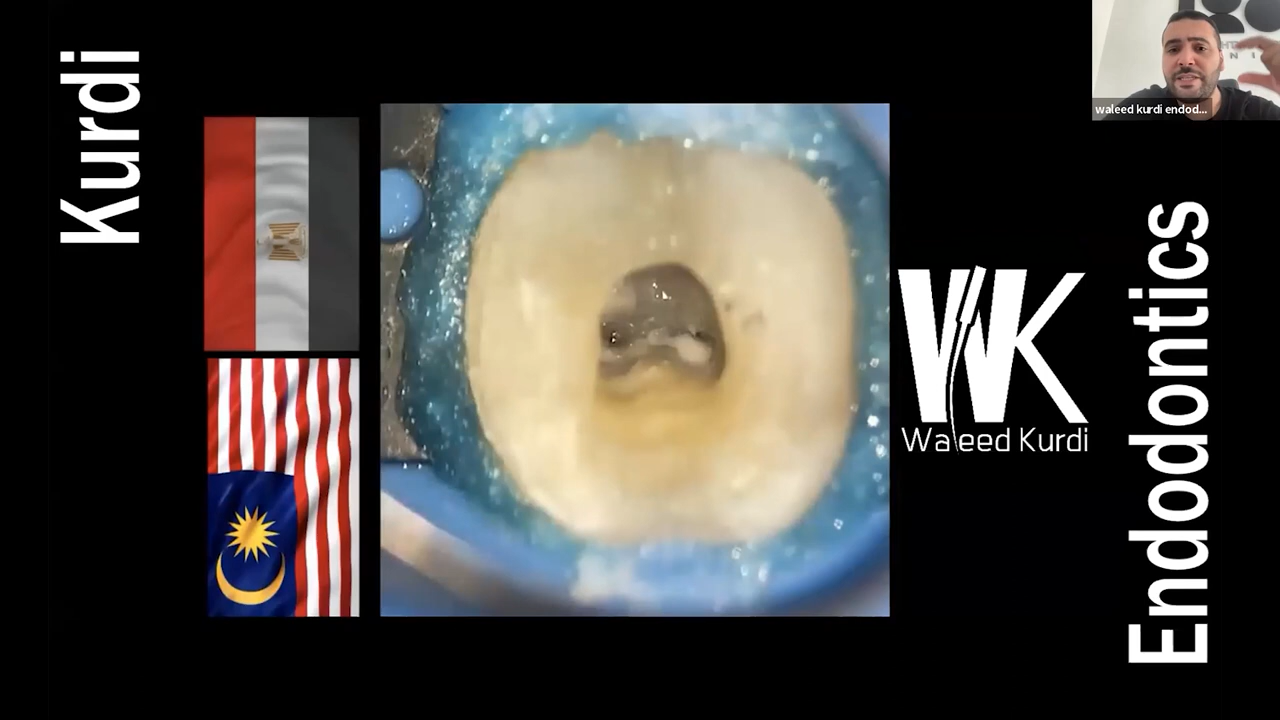 Kurdi
WK
Waleed Kurdi
Endodontics
waleed kurdi endod...